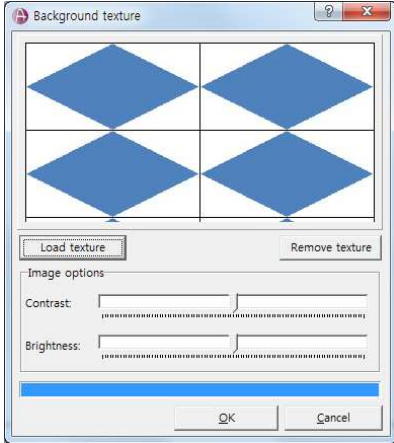 Background texture
Load texture
Remove texture
Image options
Contrast:
Brightness:
OK
Cancel